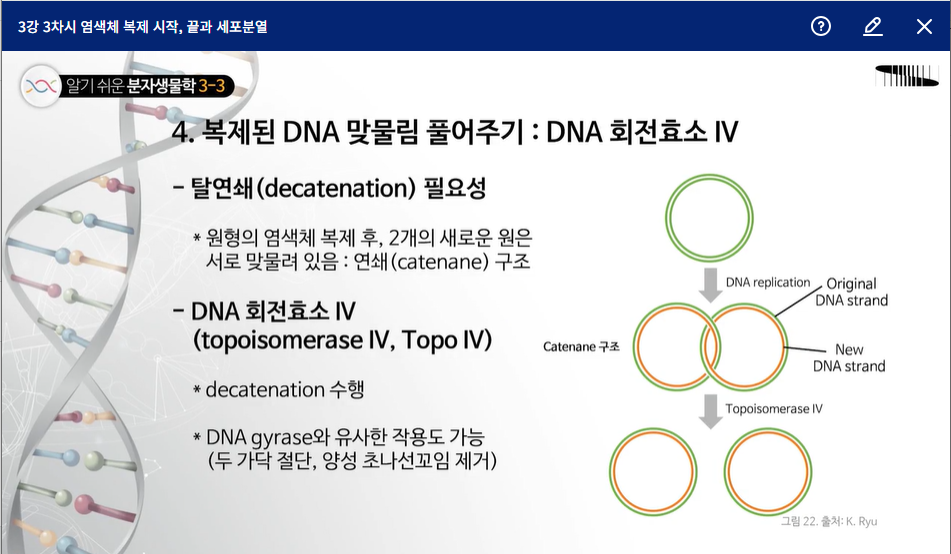 3강 3차시 염색체 복제 시작, 끝과 세포분열
알기 쉬운 분자생물학 3-3
4. 복제된 DNA 맞물림 풀어주기 : DNA 회전효소 IV
- 탈연쇄(decatenation) 필요성
* 원형의 염색체 복제 후, 2개의 새로운 원은
서로 맞물려 있음 : 연쇄(catenane) 구조
- DNA 회전효소 IV
(topoisomerase IV, Topo IV)
* decatenation 수행
* DNA gyrase와 유사한 작용도 가능
(두 가닥 절단, 양성 초나선꼬임 제거)
DNA replication
Original
DNA strand
Catenane 구조
New
DNA strand
Topoisomerase IV
그림 22. 출처: K. Ryu